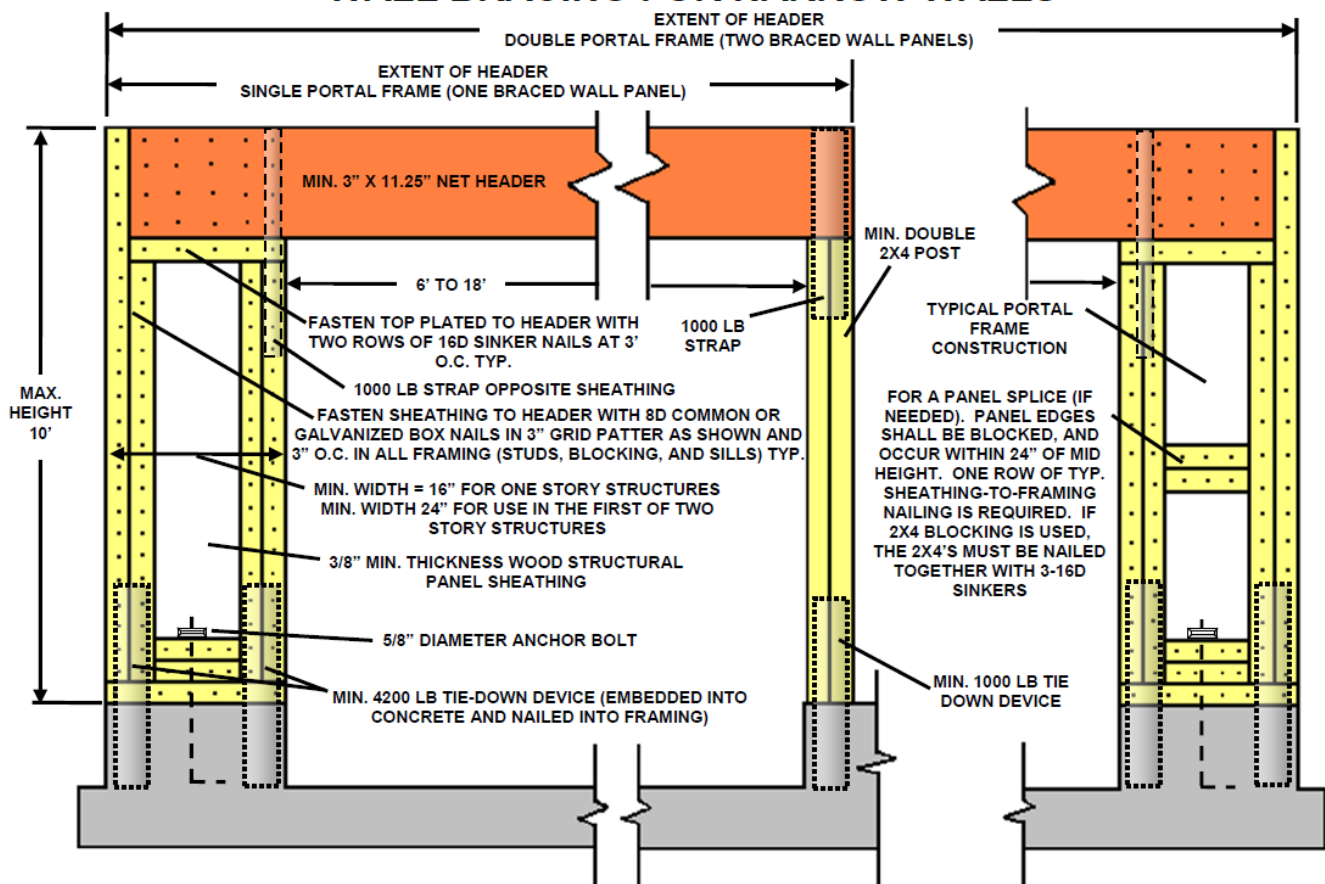 EXTENT OF HEADER
DOUBLE PORTAL FRAME (TWO BRACED WALL PANELS)
EXTENT OF HEADER
SINGLE PORTAL FRAME (ONE BRACED WALL PANEL)
MIN. 3” X 11.25” NET HEADER
MIN. DOUBLE
2X4 POST
6’ TO 18’
FASTEN TOP PLATED TO HEADER WITH
TWO ROWS OF 16D SINKER NAILS AT 3’
O.C. TYP.
1000 LB
STRAP
TYPICAL PORTAL
FRAME
CONSTRUCTION
1000 LB STRAP OPPOSITE SHEATHING
MAX.
HEIGHT
10’
FASTEN SHEATHING TO HEADER WITH 8D COMMON OR
GALVANIZED BOX NAILS IN 3” GRID PATTER AS SHOWN AND
3” O.C. IN ALL FRAMING (STUDS, BLOCKING, AND SILLS) TYP.
FOR A PANEL SPLICE (IF
NEEDED). PANEL EDGES
SHALL BE BLOCKED, AND
OCCUR WITHIN 24” OF MID
HEIGHT. ONE ROW OF TYP.
SHEATHING-TO-FRAMING
NAILING IS REQUIRED. IF
2X4 BLOCKING IS USED,
THE 2X4’S MUST BE NAILED
TOGETHER WITH 3-16D
SINKERS
MIN. WIDTH = 16” FOR ONE STORY STRUCTURES
MIN. WIDTH 24” FOR USE IN THE FIRST OF TWO
STORY STRUCTURES
3/8” MIN. THICKNESS WOOD STRUCTURAL
PANEL SHEATHING
5/8” DIAMETER ANCHOR BOLT
MIN. 4200 LB TIE-DOWN DEVICE (EMBEDDED INTO
CONCRETE AND NAILED INTO FRAMING)
MIN. 1000 LB TIE
DOWN DEVICE